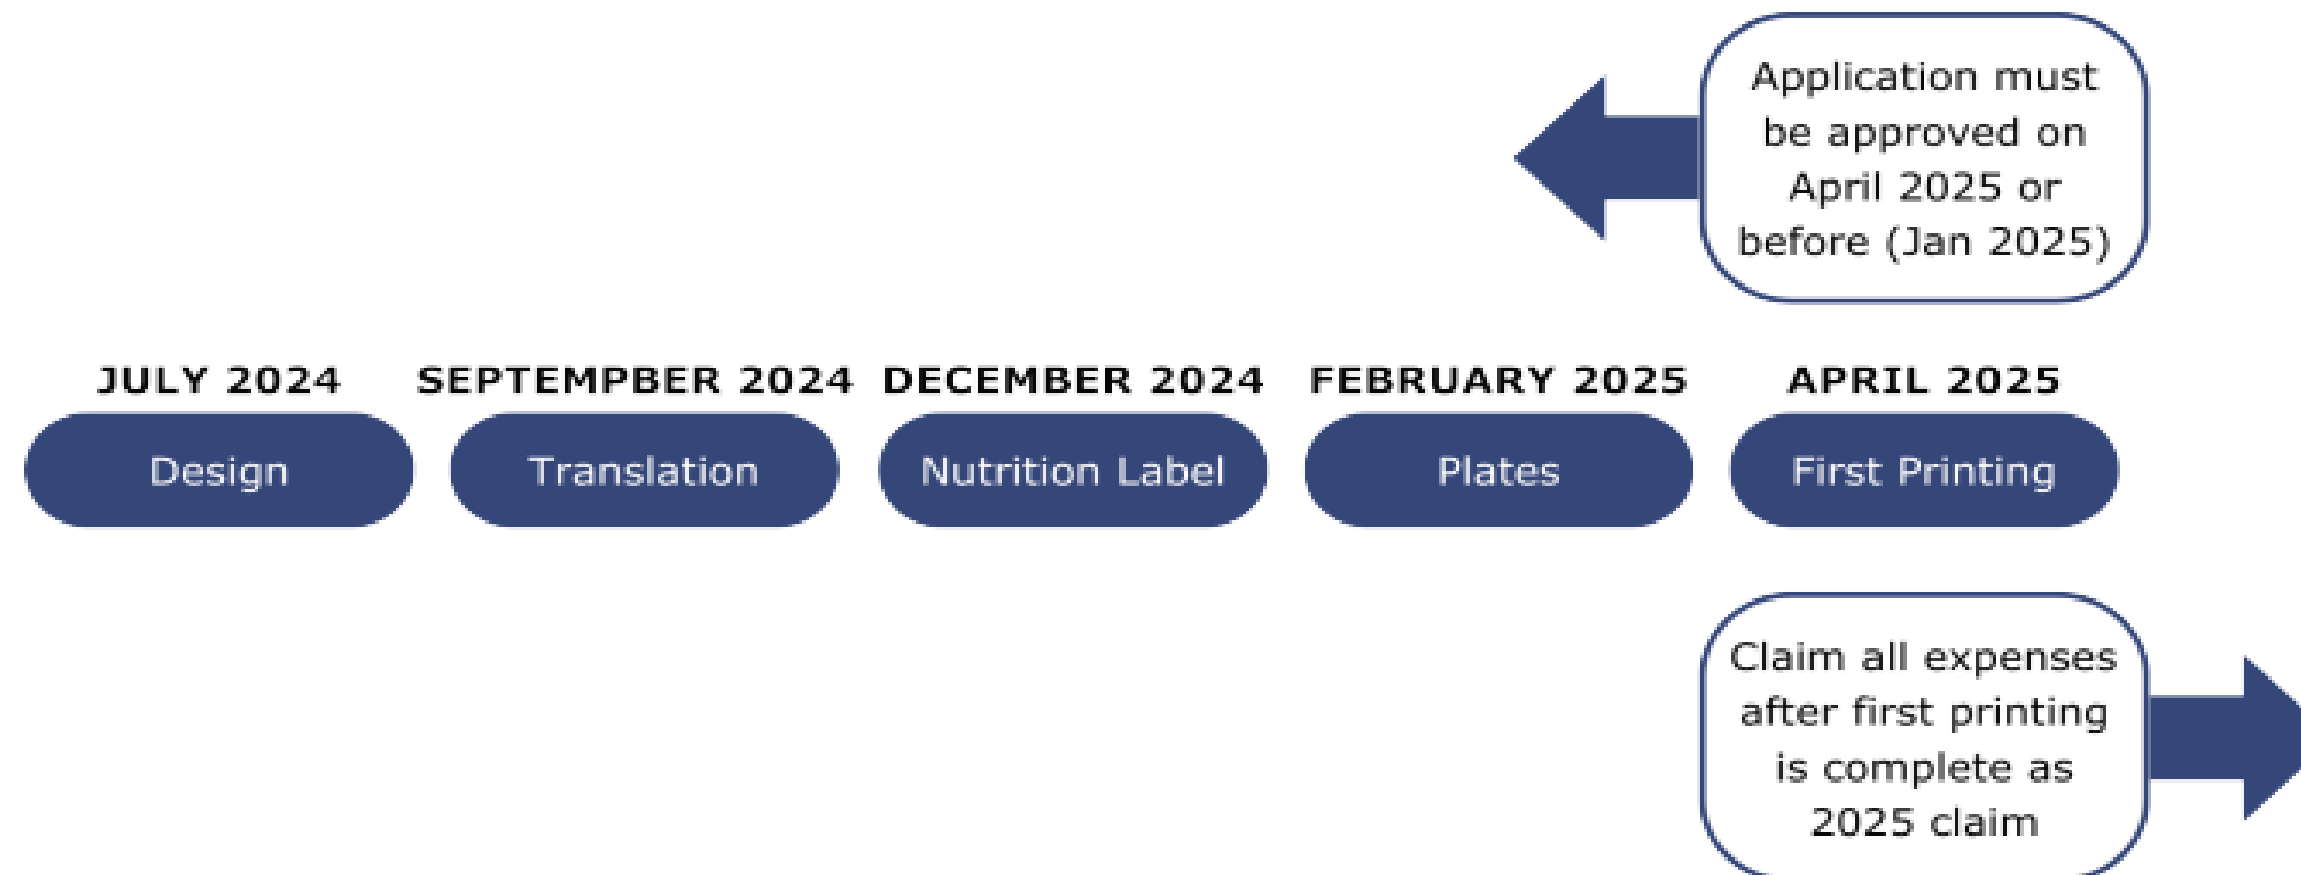 Application must
be approved on
April 2025 or
before (Jan 2025)
JULY 2024
SEPTEMPBER 2024
DECEMBER 2024
FEBRUARY 2025
APRIL 2025
Design
Translation
Nutrition Label
Plates
First Printing
Claim all expenses
after first printing
is complete as
2025 claim